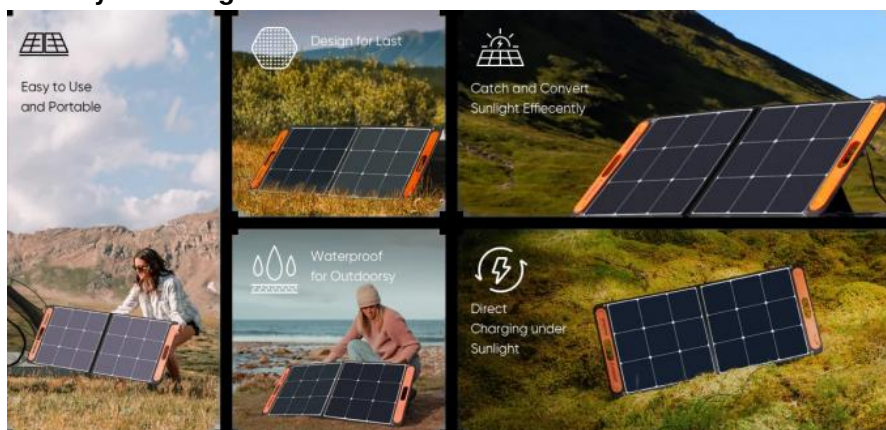 Easy to Use
and Portable
Design for Last
Catch and Convert
Sunlight Effiecently
Waterproof
for Outdoorsy
Direct
Charging under
Sunlight